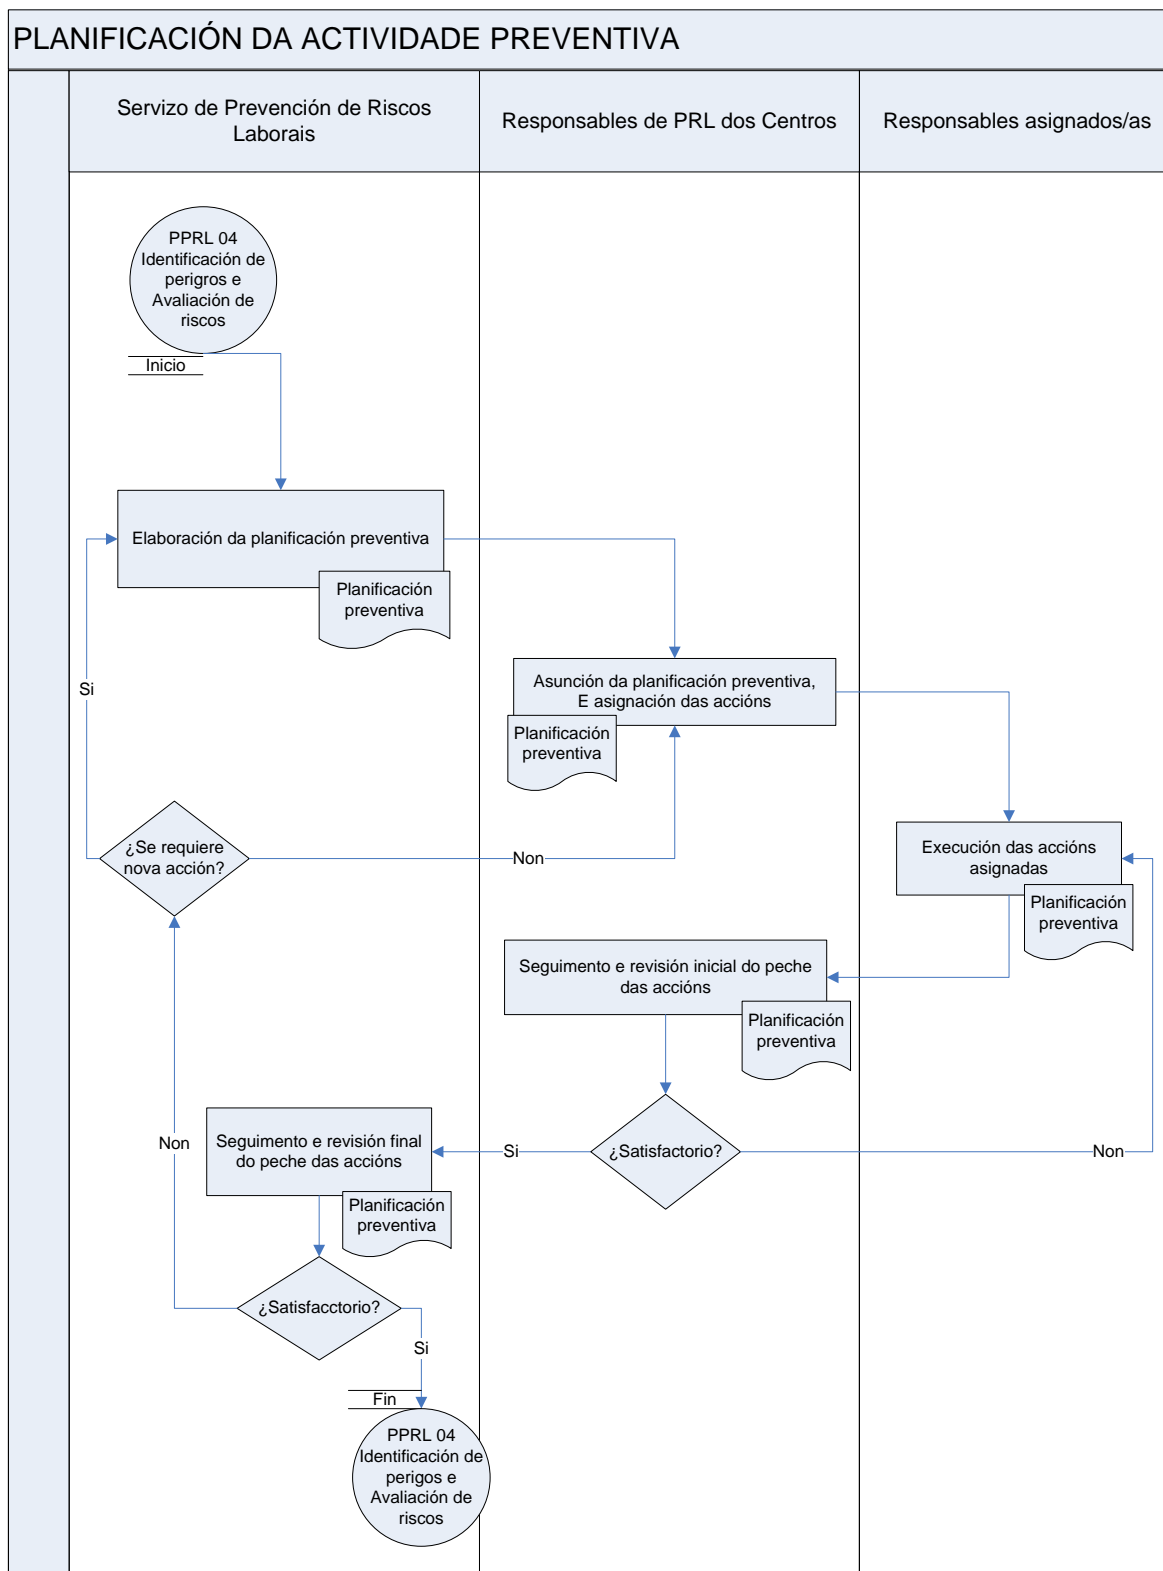 PLANIFICACIÓN DA ACTIVIDADE PREVENTIVA
Servizo de Prevención de Riscos
Laborais
Responsables de PRL dos Centros
Responsables asignados/as
PPRL 04
Identificación de
perigros e
Avaliación de
riscos
Inicio
Elaboración da planificación preventiva
Planificación
preventiva
Si
Asunción da planificación preventiva,
E asignación das accións
Planificación
preventiva
¿Se requiere
nova acción?
Non
Execución das accións
asignadas
Planificación
preventiva
Seguimento e revisión inicial do peche
das accións
Planificación
preventiva
Non
Seguimento e revisión final
do peche das accións
Planificación
preventiva
Si
¿Satisfactorio?
Non
¿Satisfacctorio?
Si
Fin
PPRL 04
Identificación de
perigos e
Avaliación de
riscos